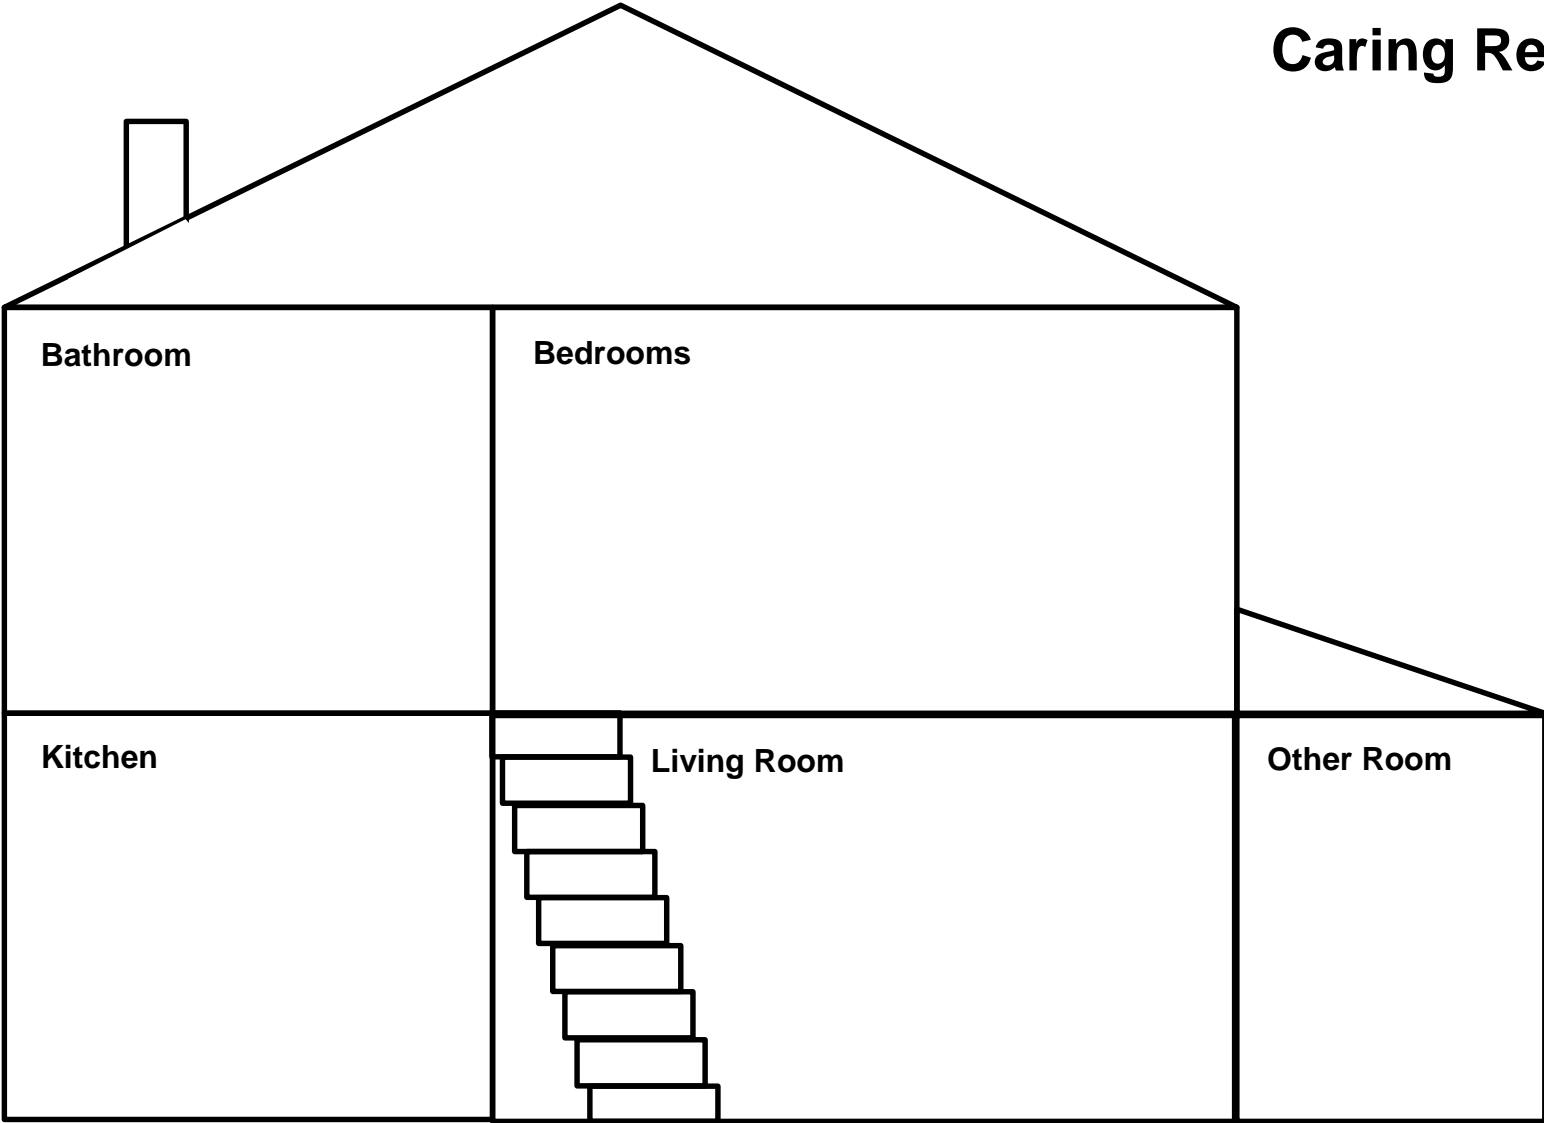 Caring Re
Bathroom
Bedrooms
Kitchen
Living Room
Other Room